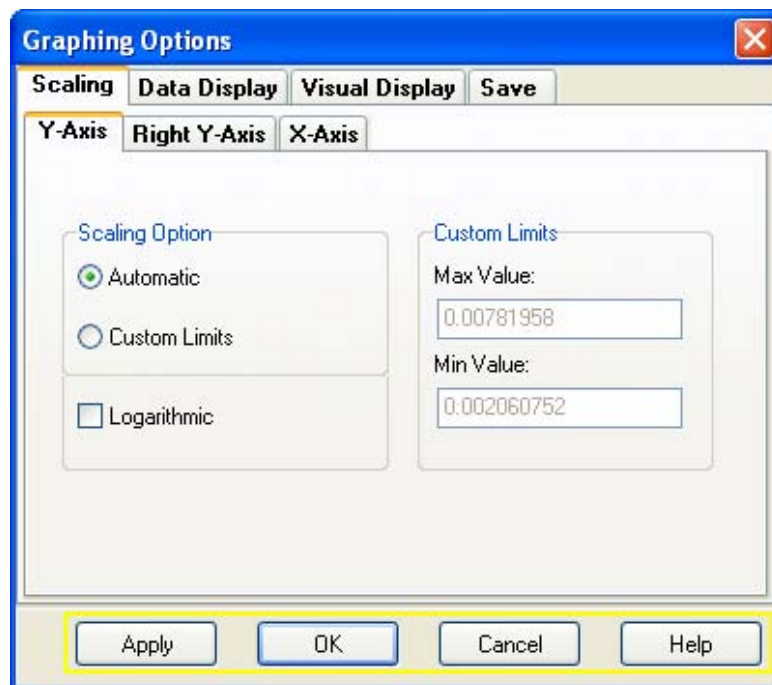 Graphing Options
Scaling Data Display Visual Display Save
Y-Axis Right Y-Axis X-Axis
Scaling Option
Automatic
Custom Limits
Logarithmic
Custom Limits
Max Value:
0.00781958
Min Value:
0.002060752
Apply OK Cancel Help